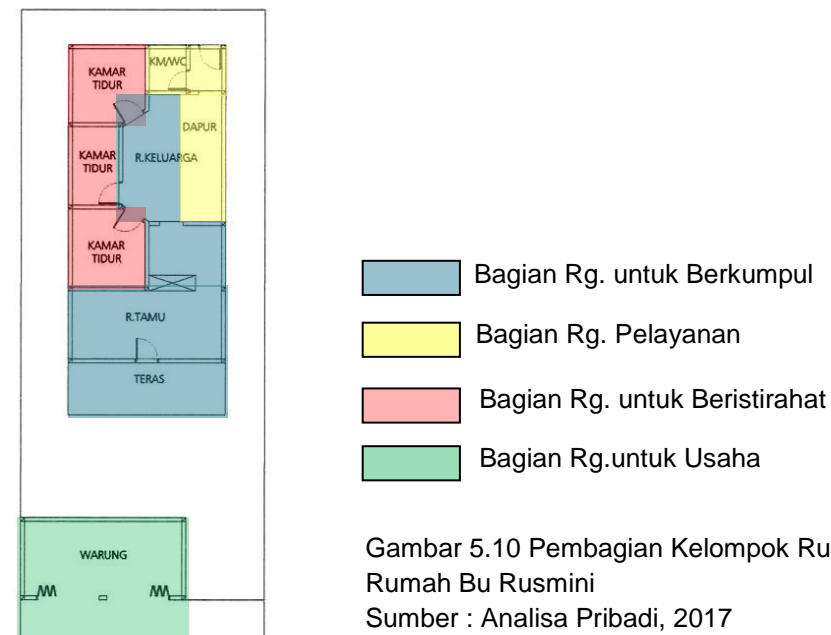 KAMAR
TIDUR
KM/WC
DAPUR
KAMAR
TIDUR
R.KELUARGA
KAMAR
TIDUR
R.TAMU
TERAS
WARUNG
Bagian Rg. untuk Berkumpul
Bagian Rg. Pelayanan
Bagian Rg. untuk Beristirahat
Bagian Rg.untuk Usaha
Gambar 5.10 Pembagian Kelompok Ru
Rumah Bu Rusmini
Sumber : Analisa Pribadi, 2017